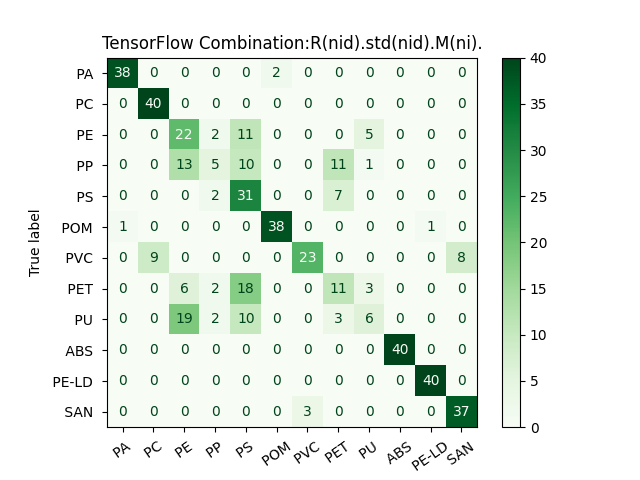 TensorFlow Combination:R(nid).std(nid).M(ni).
PA 38 0 0 0 0 2 0 0 0 0 0 0
PC 0 40 0 0 0 0 0 0 0 0 0 0
PE 0 0 22 2 11 0 0 0 5 0 0 0
PP 0 0 13 5 10 0 0 11 1 0 0 0
PS 0 0 0 2 31 0 0 7 0 0 0 0
POM 1 0 0 0 0 38 0 0 0 0 1 0
PVC 0 9 0 0 0 0 23 0 0 0 0 8
PET 0 0 6 2 18 0 0 11 3 0 0 0
PU 0 0 19 2 10 0 0 3 6 0 0 0
ABS 0 0 0 0 0 0 0 0 0 40 0 0
PE-LD 0 0 0 0 0 0 0 0 0 0 40 0
SAN 0 0 0 0 0 0 3 0 0 0 0 37
PA PC PE PP PS POM PVC PET PU ABS PE-LD SAN
True label
40
35
30
25
20
15
10
5
0